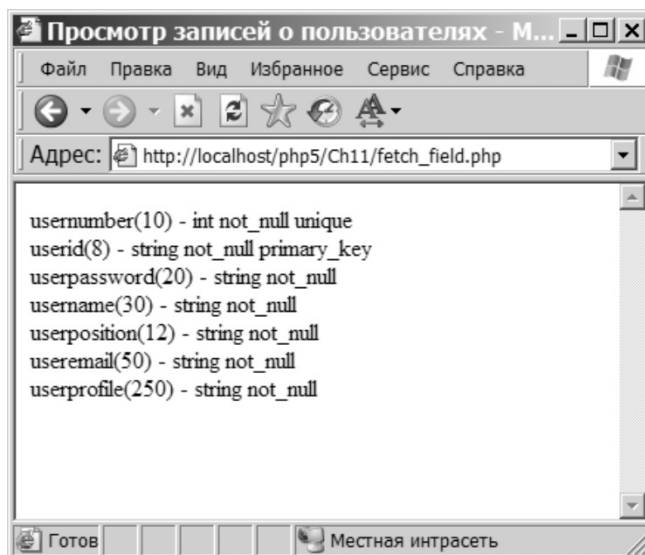 Просмотр записей о пользователях - M...
Файл Правка Вид Избранное Сервис Справка
Адрес: http://localhost/php5/Ch11/fetch_field.php
usernumber(10) - int not_null unique
userid(8) - string not_null primary_key
userpassword(20) - string not_null
username(30) - string not_null
userposition(12) - string not_null
useremail(50) - string not_null
userprofile(250) - string not_null
Готов Местная интрасеть